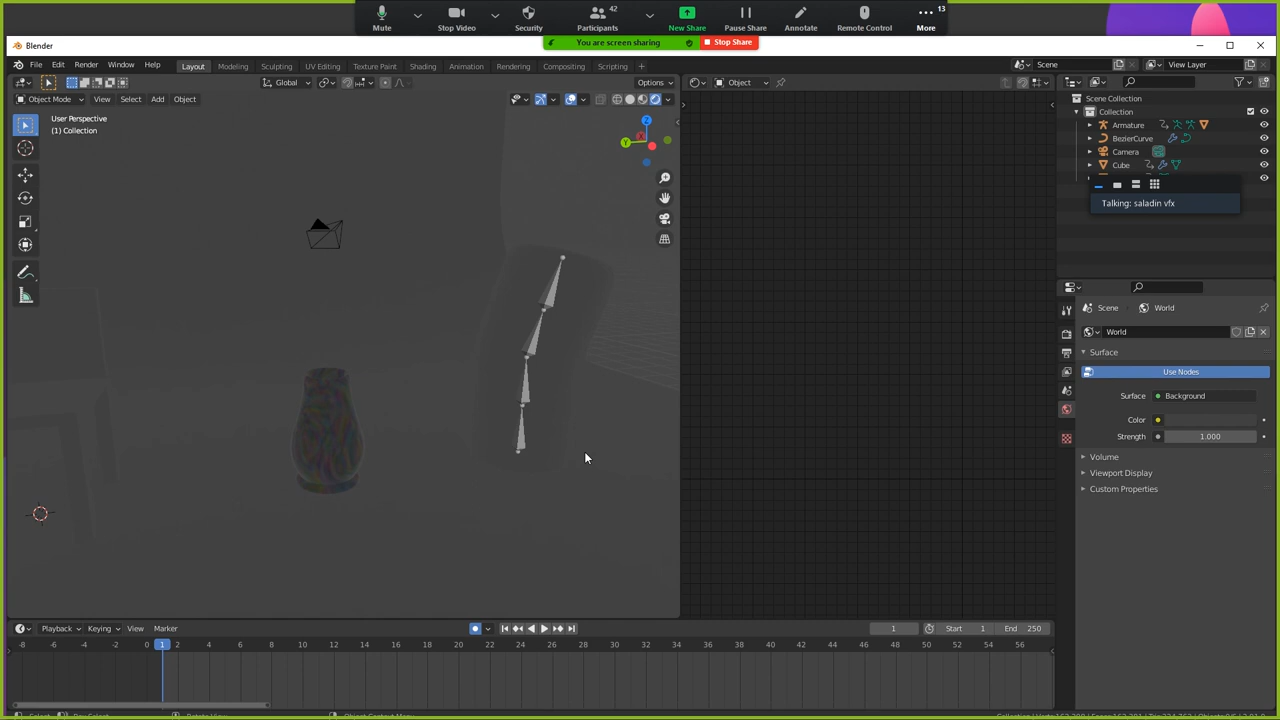 42
13
Mute
Stop Video
Security
Participants
New Share
Pause Share
Annotate
Remote Control
More
You are screen sharing
Stop Share
Blender
File Edit Render Window Help
Layout Modeling Sculpting UV Editing Texture Paint Shading Animation Rendering Compositing Scripting +
Scene
View Layer
Global
Options
Object
Object Mode View Select Add Object
User Perspective
(1) Collection
Z
Y
X
Scene Collection
Collection
Armature
BezierCurve
Camera
Cube
Talking: saladin vfx
Scene
World
World
Surface
Use Nodes
Surface
Background
Color
Strength
1.000
Volume
Viewport Display
Custom Properties
Playback Keying View Marker
1
Start 1
End 250
-8 -6 -4 -2 0 1 2 4 6 8 10 12 14 16 18 20 22 24 26 28 30 32 34 36 38 40 42 44 46 48 50 52 54 56